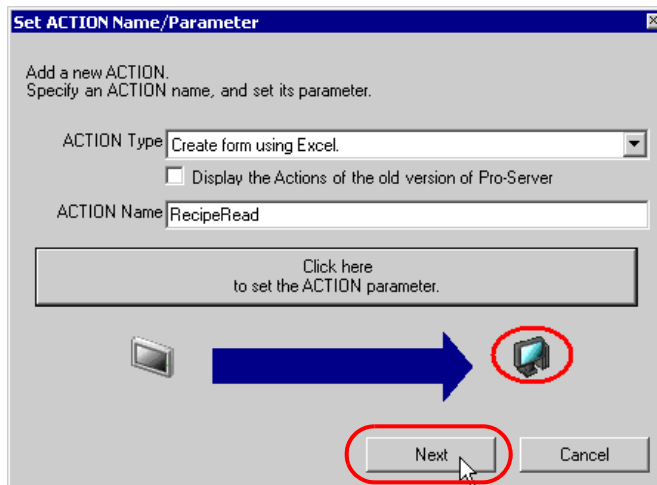 Set ACTION Name/Parameter
Add a new ACTION.
Specify an ACTION name, and set its parameter.
ACTION Type Create form using Excel.
Display the Actions of the old version of Pro-Server
ACTION Name RecipeRead
Click here
to set the ACTION parameter.
Next Cancel